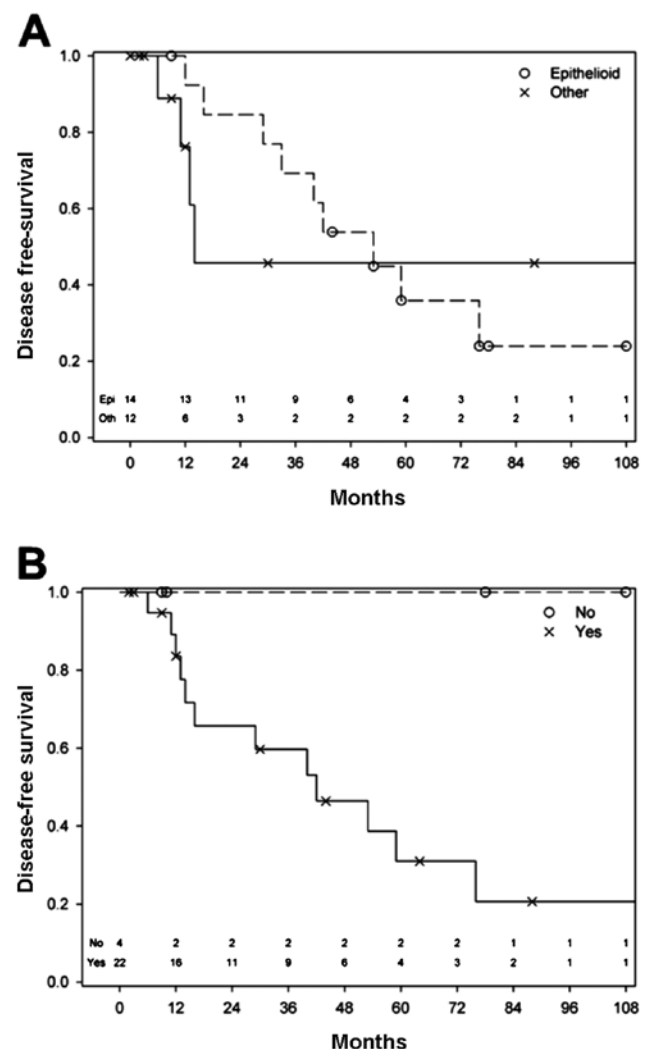 A
1.0
0.8
0.6
0.4
0.2
0.0
Disease free-survival
Epithelioid
Other
Epi 14 13 11 9 6 4 3 1 1 1
Oth 12 6 3 2 2 2 2 2 1 1
0 12 24 36 48 60 72 84 96 108
Months
B
1.0
0.8
0.6
0.4
0.2
0.0
Disease-free survival
No
Yes
No 4 2 2 2 2 2 2 1 1 1
Yes 22 16 11 9 6 4 3 2 1 1
0 12 24 36 48 60 72 84 96 108
Months